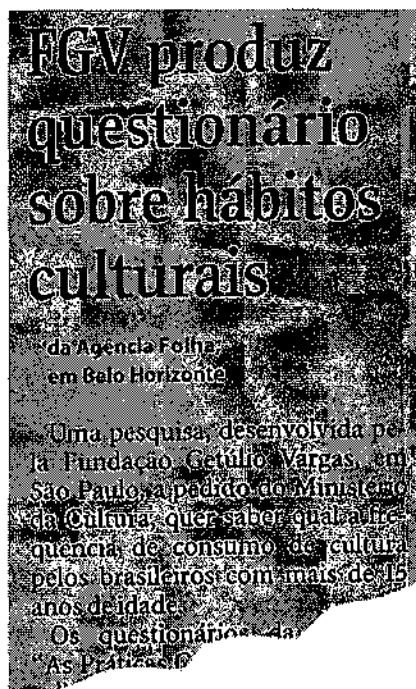 FGV produz
questionário
sobre hábitos
culturais
da Agência Folha
em Belo Horizonte
Uma pesquisa, desenvolvida pe-
la Fundação Getúlio Vargas, em
São Paulo, a pedido do Ministério
da Cultura, quer saber qual a fre-
quência de consumo de cultura
pelos brasileiros com mais de 15
anos de idade.
Os questionários da
"As Práticas